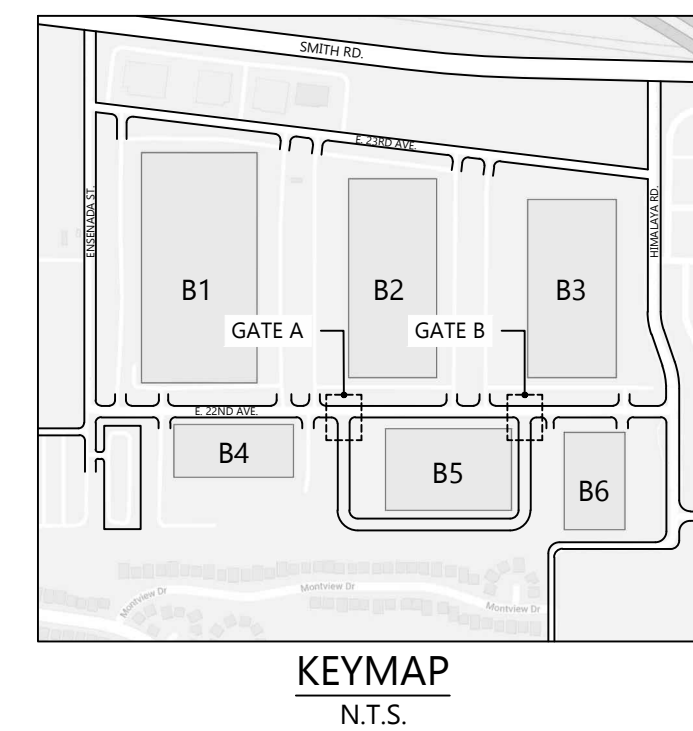 SMITH RD.
E. 23RD AVE.
ENSENADA ST.
HIMALAYA RD.
B1
B2
B3
GATE A
GATE B
E. 22ND AVE.
B4
B5
B6
Montview Dr
Montview Dr
Montview Dr
KEYMAP
N.T.S.